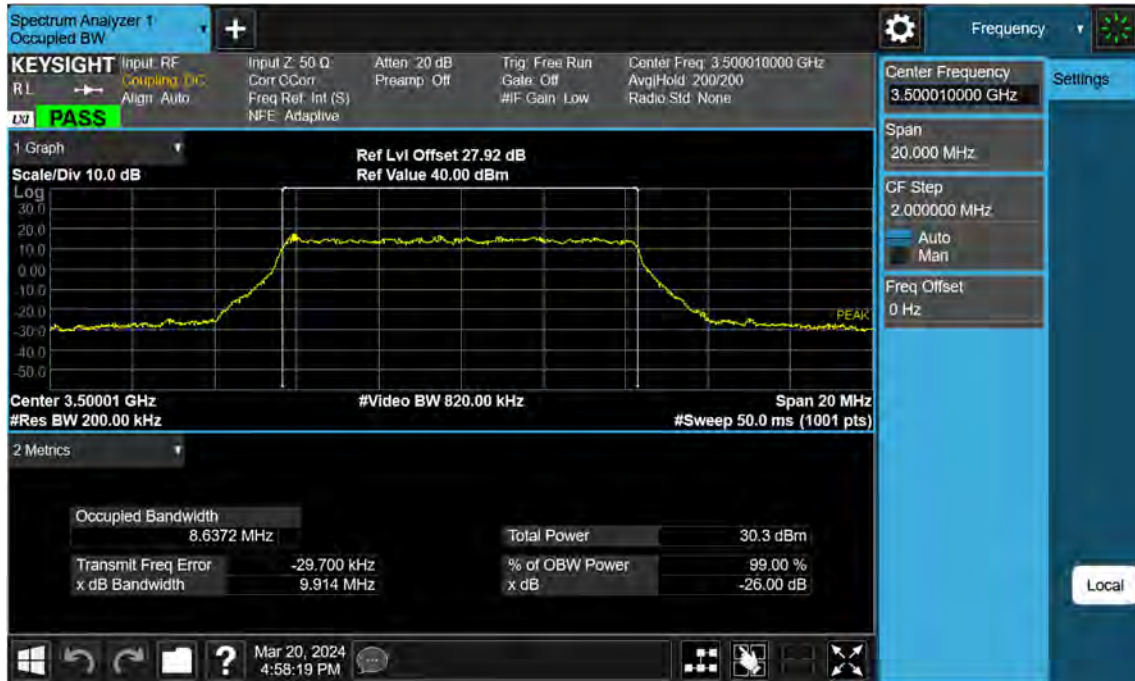 Spectrum Analyzer 1
Occupied BW
+
Frequency
KEYSIGHT
R L
LXI PASS
Input: RF
Coupling: DC
Align: Auto
Input Z: 50 Ω
Corr CCorr
Freq Ref: Int (S)
NFE: Adaptive
Atten: 20 dB
Preamp: Off
Trig: Free Run
Gate: Off
#IF Gain: Low
Center Freq: 3.500010000 GHz
Avg|Hold: 200/200
Radio Std: None
Center Frequency
3.500010000 GHz
Settings
Span
20.000 MHz
CF Step
2.000000 MHz
Auto
Man
Freq Offset
0 Hz
1 Graph
Scale/Div 10.0 dB
Ref Lvl Offset 27.92 dB
Ref Value 40.00 dBm
Log
30.0
20.0
10.0
0.00
-10.0
-20.0
-30.0
-40.0
-50.0
PEAK
Center 3.50001 GHz
#Video BW 820.00 kHz
Span 20 MHz
#Res BW 200.00 kHz
#Sweep 50.0 ms (1001 pts)
2 Metrics
Occupied Bandwidth
8.6372 MHz
Total Power 30.3 dBm
Transmit Freq Error -29.700 kHz
% of OBW Power 99.00 %
x dB Bandwidth 9.914 MHz
x dB -26.00 dB
Local
?
Mar 20, 2024
4:58:19 PM